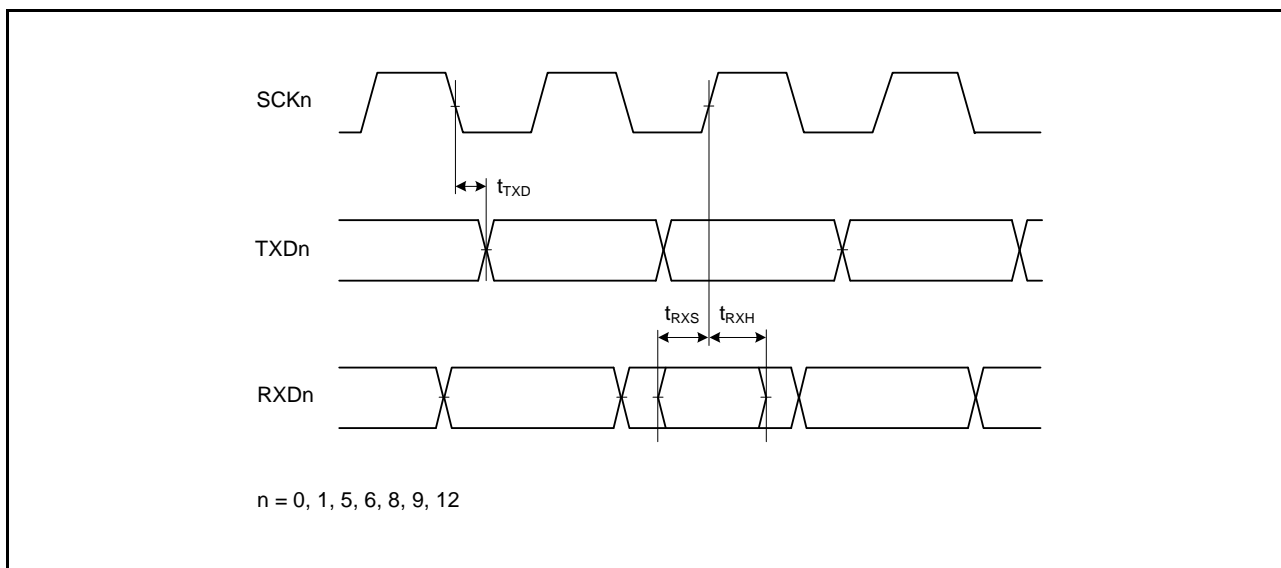 SCKn
tTXD
TXDn
tRXS tRXH
RXDn
n = 0, 1, 5, 6, 8, 9, 12